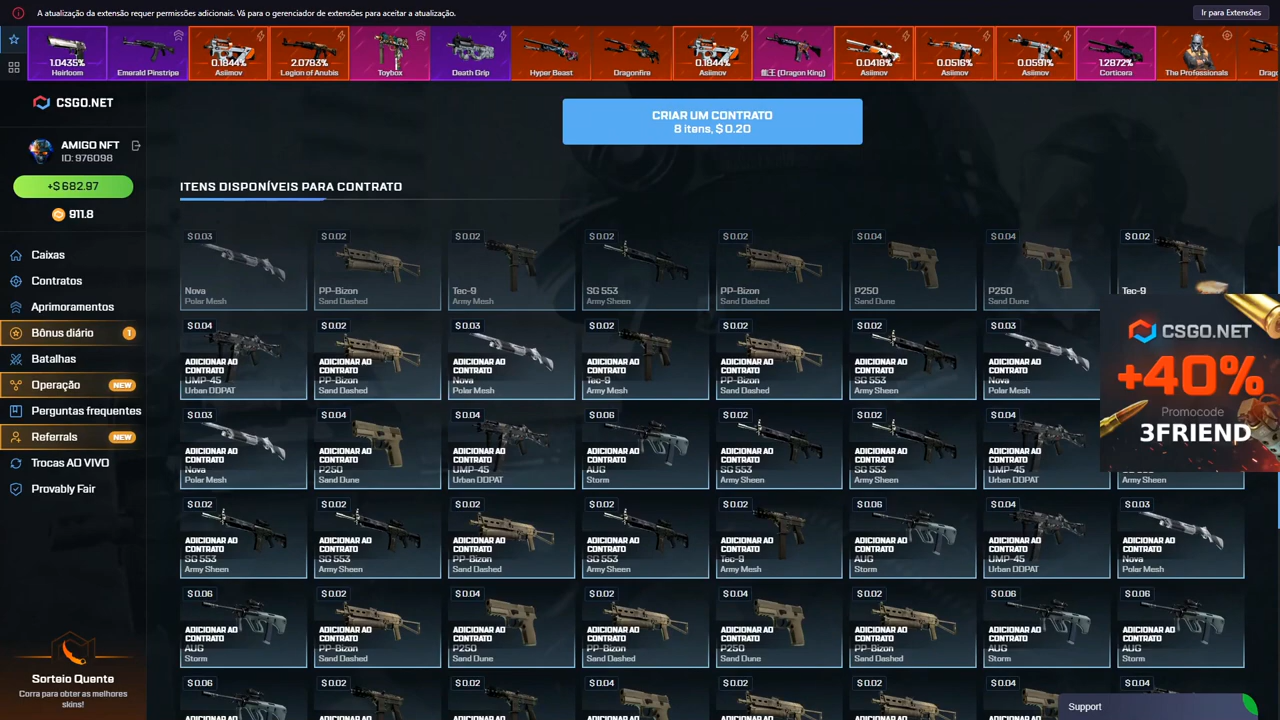 A atualização da extensão requer permissões adicionais. Vá para o gerenciador de extensões para aceitar a atualização.
Ir para Extensões
1.0435%
Heirloom
Emerald Pinstripe
0.1844%
Asiimov
2.0783%
Legion of Anubis
Toybox
Death Grip
Hyper Beast
Dragonfire
0.1844%
Asiimov
龍王 (Dragon King)
0.0418%
Asiimov
0.0516%
Asiimov
0.0591%
Asiimov
1.2872%
Corticera
The Professionals
CSGO.NET
AMIGO NFT
ID: 976098
+$ 682.97
911.8
Caixas
Contratos
Aprimoramentos
Bônus diário 1
Batalhas
Operação NEW
Perguntas frequentes
Referrals NEW
Trocas AO VIVO
Provably Fair
Sorteio Quente
Corra para obter as melhores
skins!
CRIAR UM CONTRATO
8 itens, $ 0.20
ITENS DISPONÍVEIS PARA CONTRATO
$ 0.03 $ 0.02 $ 0.02 $ 0.02 $ 0.02 $ 0.04 $ 0.04 $ 0.02
Nova PP-Bizon Tec-9 SG 553 PP-Bizon P250 P250 Tec-9
Polar Mesh Sand Dashed Army Mesh Army Sheen Sand Dashed Sand Dune Sand Dune
$ 0.04 $ 0.02 $ 0.03 $ 0.02 $ 0.02 $ 0.02 $ 0.03
ADICIONAR AO ADICIONAR AO ADICIONAR AO ADICIONAR AO ADICIONAR AO ADICIONAR AO ADICIONAR AO
CONTRATO CONTRATO CONTRATO CONTRATO CONTRATO CONTRATO CONTRATO
UMP-45 PP-Bizon Nova Tec-9 PP-Bizon SG 553 Nova
Urban DDPAT Sand Dashed Polar Mesh Army Mesh Sand Dashed Army Sheen Polar Mesh
$ 0.03 $ 0.04 $ 0.04 $ 0.06 $ 0.02 $ 0.02 $ 0.04
ADICIONAR AO ADICIONAR AO ADICIONAR AO ADICIONAR AO ADICIONAR AO ADICIONAR AO ADICIONAR AO
CONTRATO CONTRATO CONTRATO CONTRATO CONTRATO CONTRATO CONTRATO
Nova P250 UMP-45 AUG SG 553 SG 553 UMP-45
Polar Mesh Sand Dune Urban DDPAT Storm Army Sheen Army Sheen Urban DDPAT Army Sheen
$ 0.02 $ 0.02 $ 0.02 $ 0.02 $ 0.02 $ 0.06 $ 0.04 $ 0.03
ADICIONAR AO ADICIONAR AO ADICIONAR AO ADICIONAR AO ADICIONAR AO ADICIONAR AO ADICIONAR AO ADICIONAR AO
CONTRATO CONTRATO CONTRATO CONTRATO CONTRATO CONTRATO CONTRATO CONTRATO
SG 553 SG 553 PP-Bizon SG 553 Tec-9 AUG UMP-45 Nova
Army Sheen Army Sheen Sand Dashed Army Sheen Army Mesh Storm Urban DDPAT Polar Mesh
$ 0.06 $ 0.02 $ 0.04 $ 0.02 $ 0.04 $ 0.02 $ 0.06 $ 0.06
ADICIONAR AO ADICIONAR AO ADICIONAR AO ADICIONAR AO ADICIONAR AO ADICIONAR AO ADICIONAR AO ADICIONAR AO
CONTRATO CONTRATO CONTRATO CONTRATO CONTRATO CONTRATO CONTRATO CONTRATO
AUG PP-Bizon P250 PP-Bizon P250 PP-Bizon AUG AUG
Storm Sand Dashed Sand Dune Sand Dashed Sand Dune Sand Dashed Storm Storm
$ 0.06 $ 0.02 $ 0.02 $ 0.04 $ 0.02 $ 0.02 $ 0.04 $ 0.04
CSGO.NET
+40%
Promocode
3FRIEND
Support